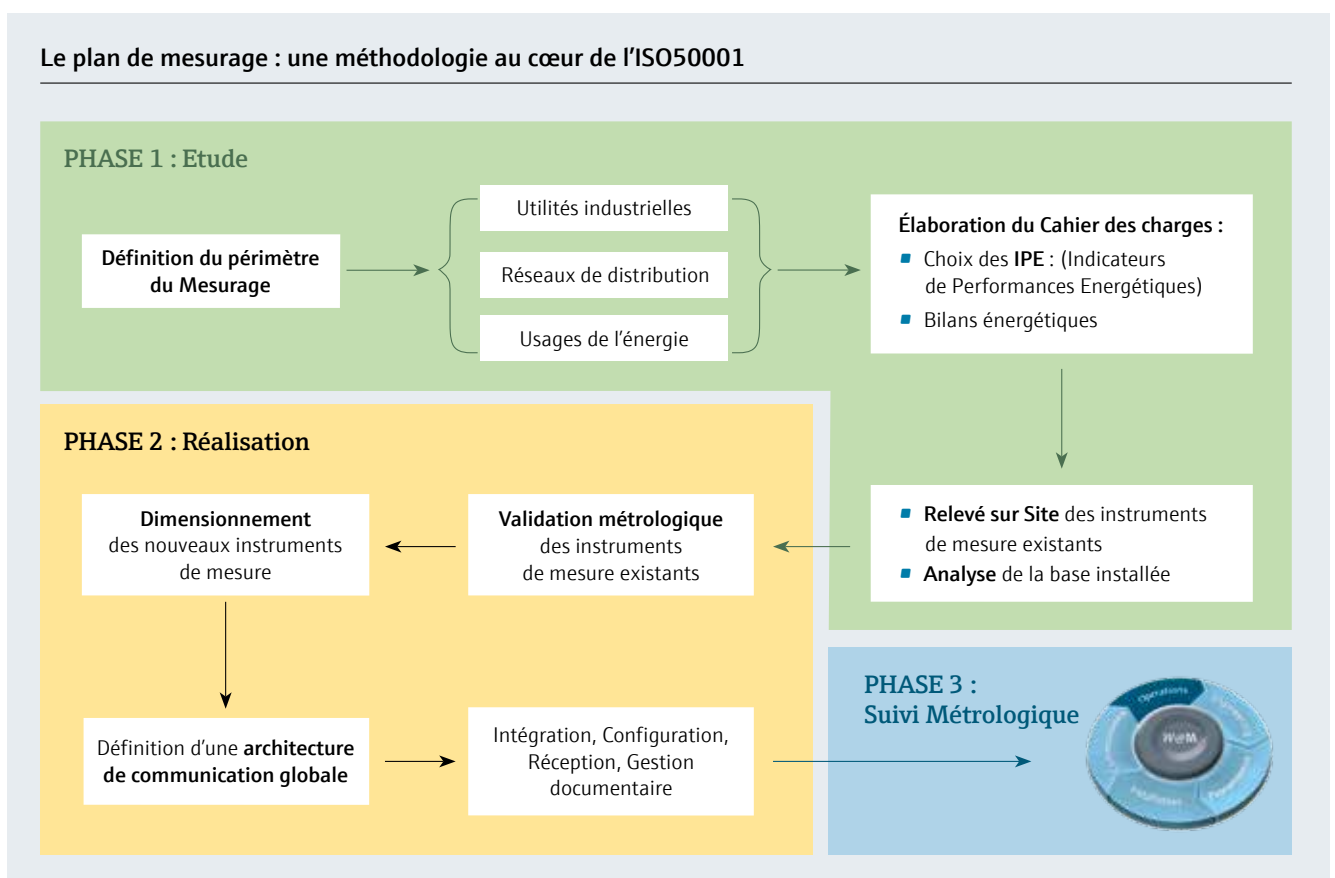 Le plan de mesurage : une méthodologie au cœur de l’ISO50001
PHASE 1 : Etude
Définition du périmètre
du Mesurage
Utilités industrielles
Réseaux de distribution
Usages de l’énergie
Élaboration du Cahier des charges :
Choix des IPE : (Indicateurs
de Performances Energétiques)
Bilans énergétiques
Relevé sur Site des instruments
de mesure existants
Analyse de la base installée
PHASE 2 : Réalisation
Validation métrologique
des instruments
de mesure existants
Dimensionnement
des nouveaux instruments
de mesure
Définition d’une architecture
de communication globale
Intégration, Configuration,
Réception, Gestion
documentaire
PHASE 3 :
Suivi Métrologique
Operations
W@M